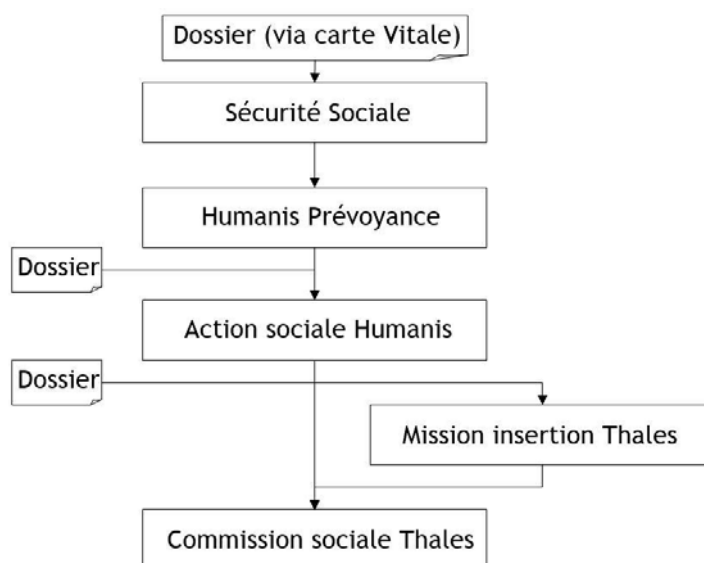 Dossier (via carte Vitale)
Sécurité Sociale
Humanis Prévoyance
Dossier
Action sociale Humanis
Dossier
Mission insertion Thales
Commission sociale Thales